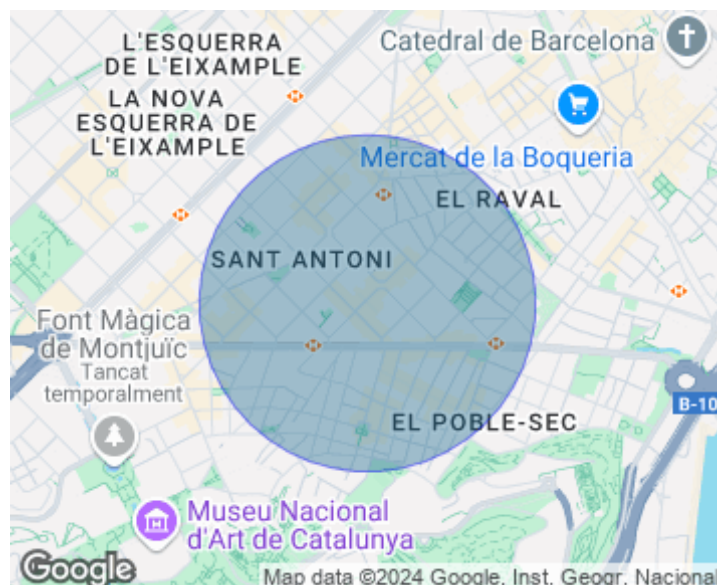 L'ESQUERRA
DE L'EIXAMPLE
Catedral de Barcelona
LA NOVA
ESQUERRA DE
L'EIXAMPLE
Mercat de la Boqueria
EL RAVAL
SANT ANTONI
Font Màgica
de Montjuïc
Tancat
temporalment
B-10
EL POBLE-SEC
Museu Nacional
d'Art de Catalunya
Google
Map data ©2024 Google, Inst. Geogr. Nacional